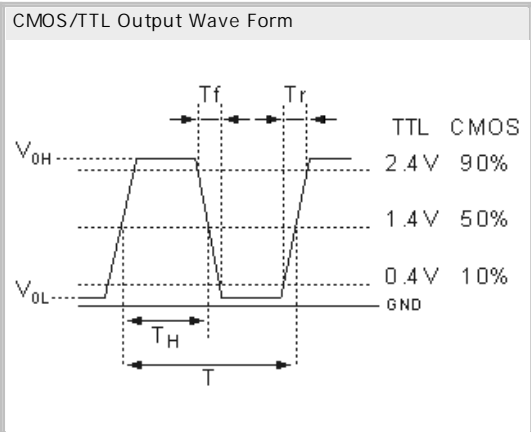 CMOS/TTL Output Wave Form
Tf Tr
TTL CMOS
V0H 2.4V 90%
1.4V 50%
0.4V 10%
V0L GND
TH
T